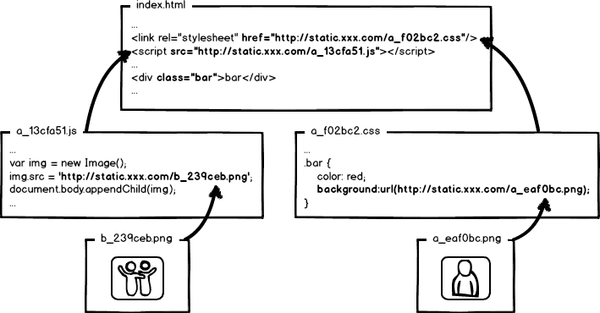 index.html
...
<link rel="stylesheet" href="http://static.xxx.com/a_f02bc2.css"/>
<script src="http://static.xxx.com/a_13cfa51.js"></script>
...
<div class="bar">bar</div>
...
a_13cfa51.js
...
var img = new Image();
img.src = 'http://static.xxx.com/b_239ceb.png';
document.body.appendChild(img);
...
a_f02bc2.css
...
.bar {
color: red;
background:url(http://static.xxx.com/a_eaf0bc.png);
}
b_239ceb.png
a_eaf0bc.png